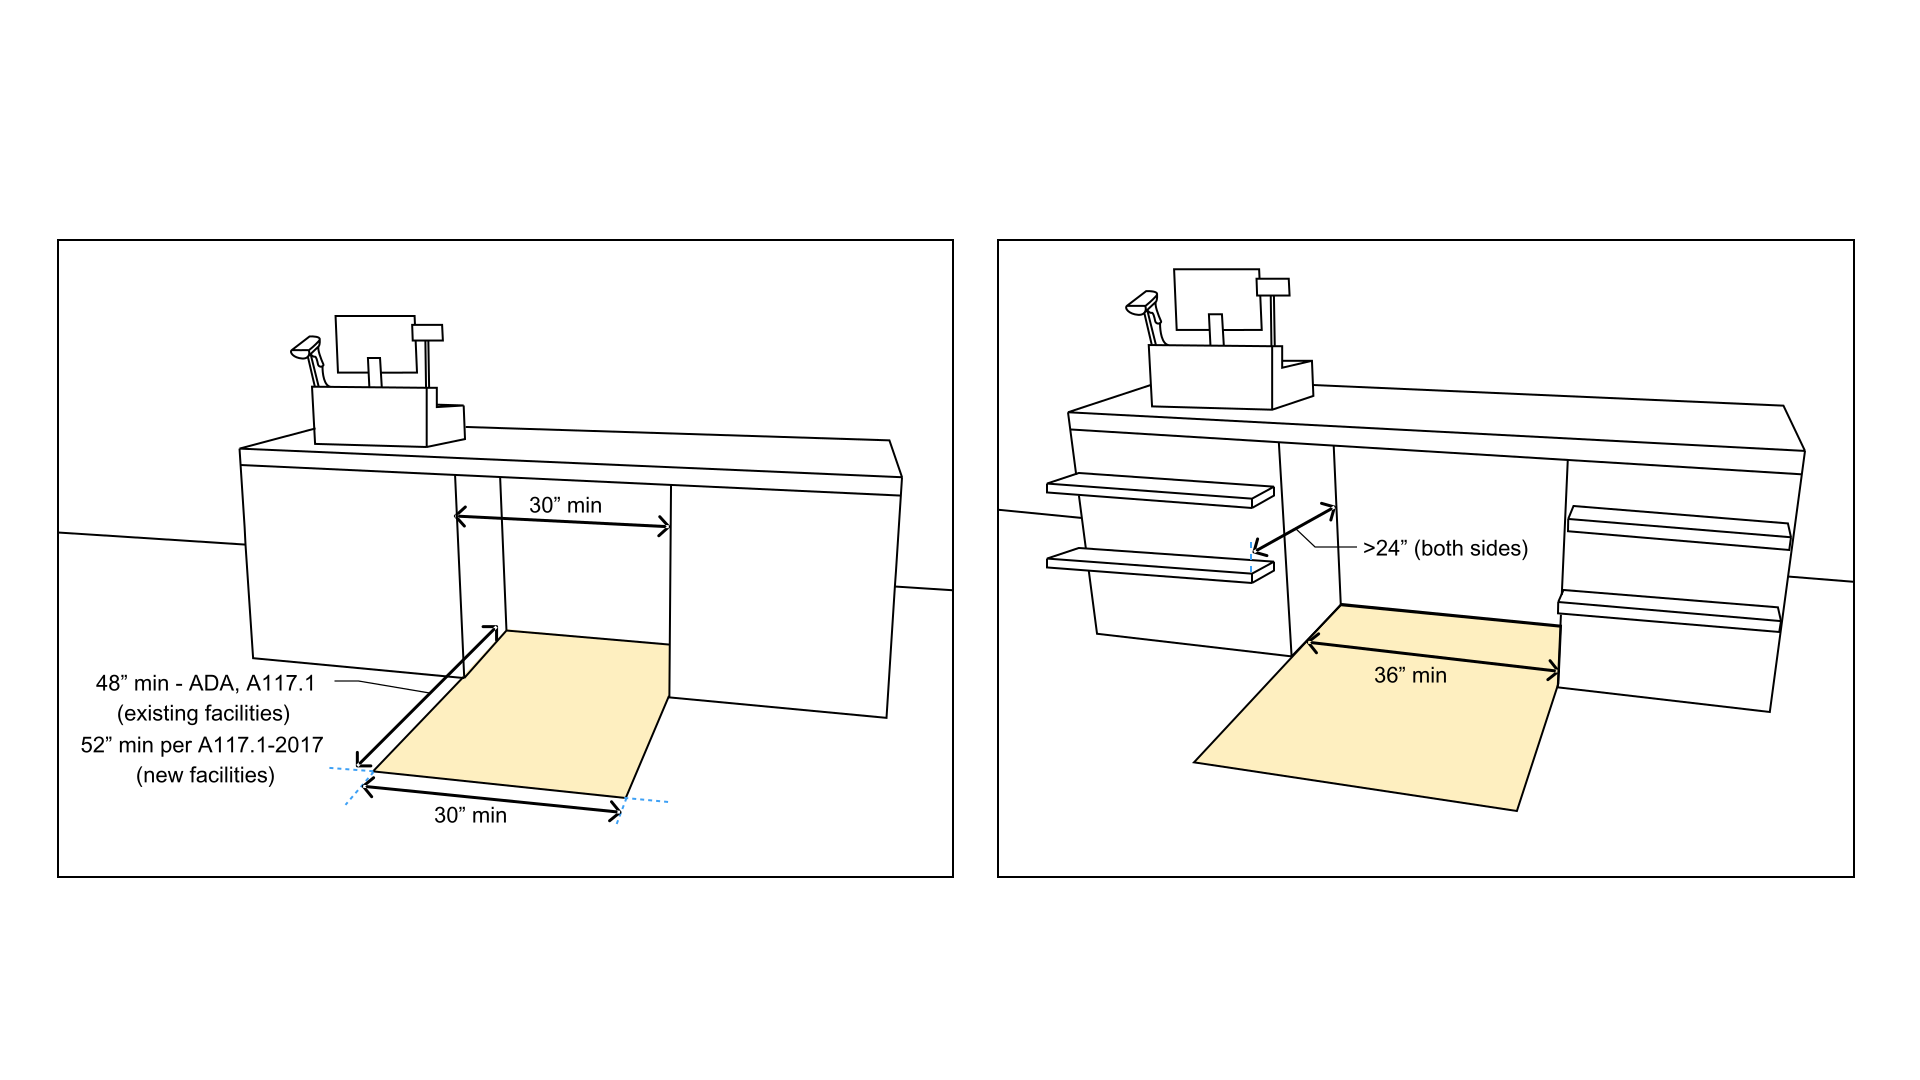 30” min
48” min - ADA, A117.1
(existing facilities)
52” min per A117.1-2017
(new facilities)
30” min
>24” (both sides)
36” min